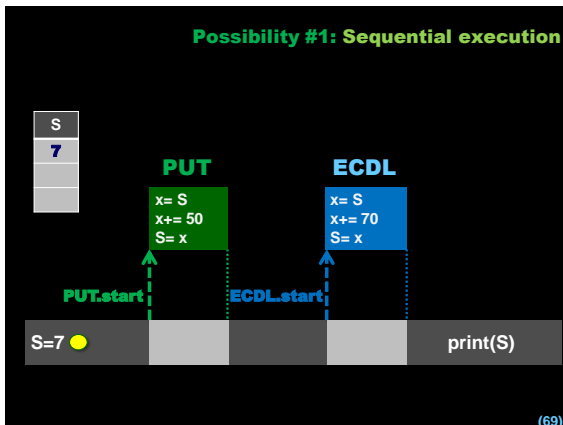 Possibility #1: Sequential execution
S
7
PUT
ECDL
x= S
x+= 50
S= x
x= S
x+= 70
S= x
PUT.start
ECDL.start
S=7
print(S)
(69)